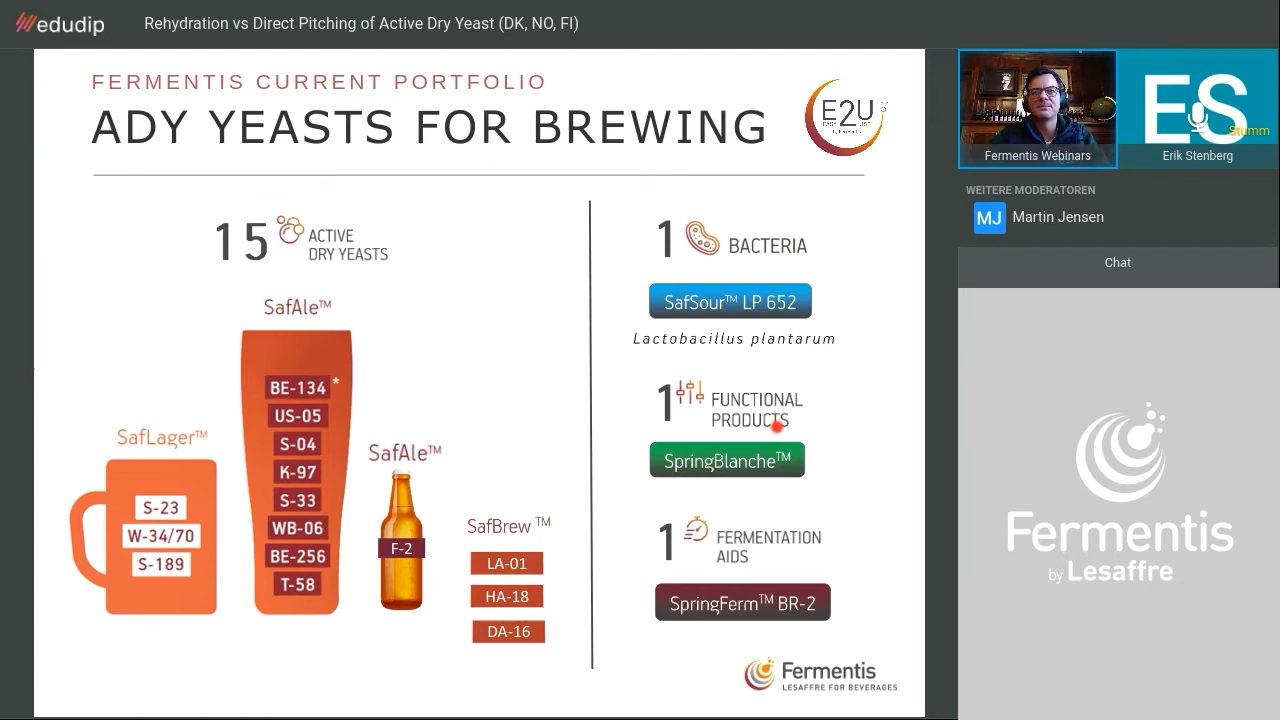 edudip
Rehydration vs Direct Pitching of Active Dry Yeast (DK, NO, FI)
FERMENTIS CURRENT PORTFOLIO
ADY YEASTS FOR BREWING
E2U
15 ACTIVE
DRY YEASTS
SafLager™
S-23
W-34/70
S-189
SafAle™
BE-134*
US-05
S-04
K-97
S-33
WB-06
BE-256
T-58
SafAle™
F-2
SafBrew ™
LA-01
HA-18
DA-16
1 BACTERIA
SafSour™ LP 652
Lactobacillus plantarum
1 FUNCTIONAL
PRODUCTS
SpringBlanche™
1 FERMENTATION
AIDS
SpringFerm™ BR-2
Fermentis
LESAFFRE FOR BEVERAGES
Fermentis Webinars
ES
Stumm
Erik Stenberg
WEITERE MODERATOREN
MJ Martin Jensen
Chat
Fermentis
by Lesaffre